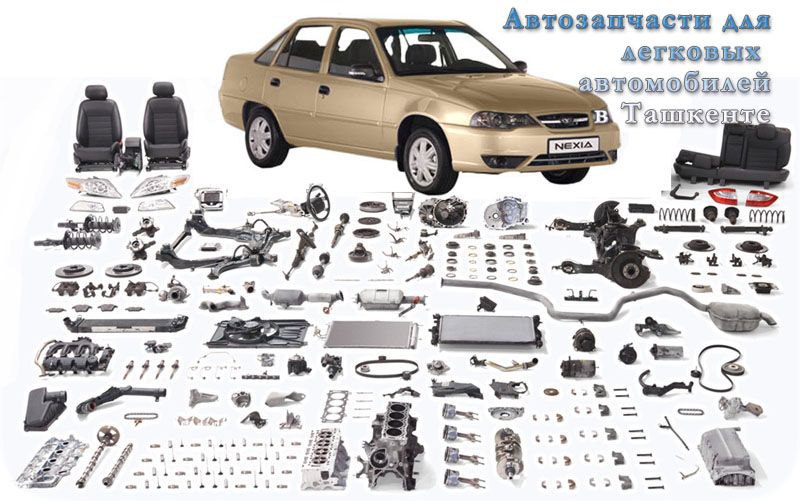 Автозапчасти для
легковых
автомобилей
в Ташкенте
NEXIA